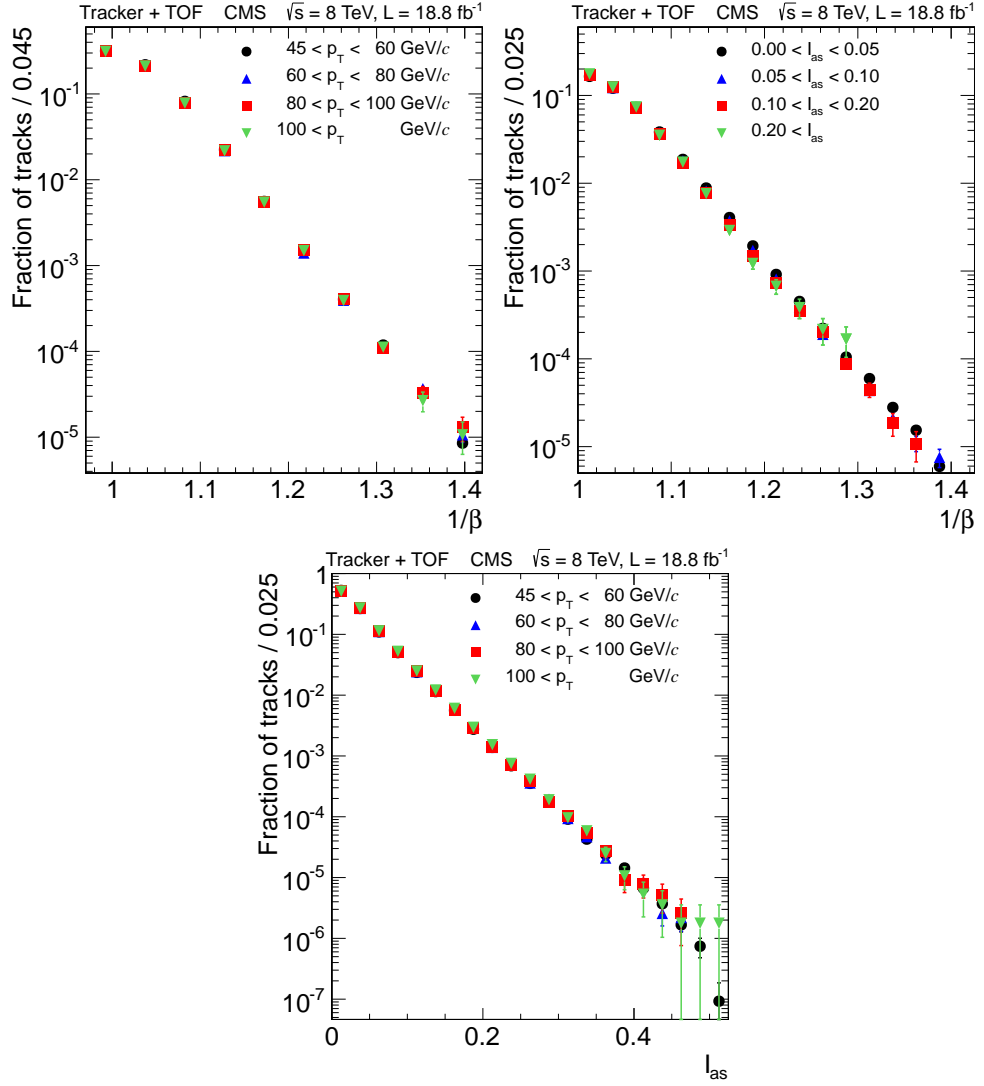 Tracker + TOF CMS √s = 8 TeV, L = 18.8 fb⁻¹
Fraction of tracks / 0.045
45 < p_T < 60 GeV/c
60 < p_T < 80 GeV/c
80 < p_T < 100 GeV/c
100 < p_T GeV/c
10⁻¹
10⁻²
10⁻³
10⁻⁴
10⁻⁵
1 1.1 1.2 1.3 1.4
1/β
Tracker + TOF CMS √s = 8 TeV, L = 18.8 fb⁻¹
Fraction of tracks / 0.025
0.00 < I_as < 0.05
0.05 < I_as < 0.10
0.10 < I_as < 0.20
0.20 < I_as
10⁻¹
10⁻²
10⁻³
10⁻⁴
10⁻⁵
1 1.1 1.2 1.3 1.4
1/β
Tracker + TOF CMS √s = 8 TeV, L = 18.8 fb⁻¹
Fraction of tracks / 0.025
45 < p_T < 60 GeV/c
60 < p_T < 80 GeV/c
80 < p_T < 100 GeV/c
100 < p_T GeV/c
1
10⁻¹
10⁻²
10⁻³
10⁻⁴
10⁻⁵
10⁻⁶
10⁻⁷
0 0.2 0.4
I_as